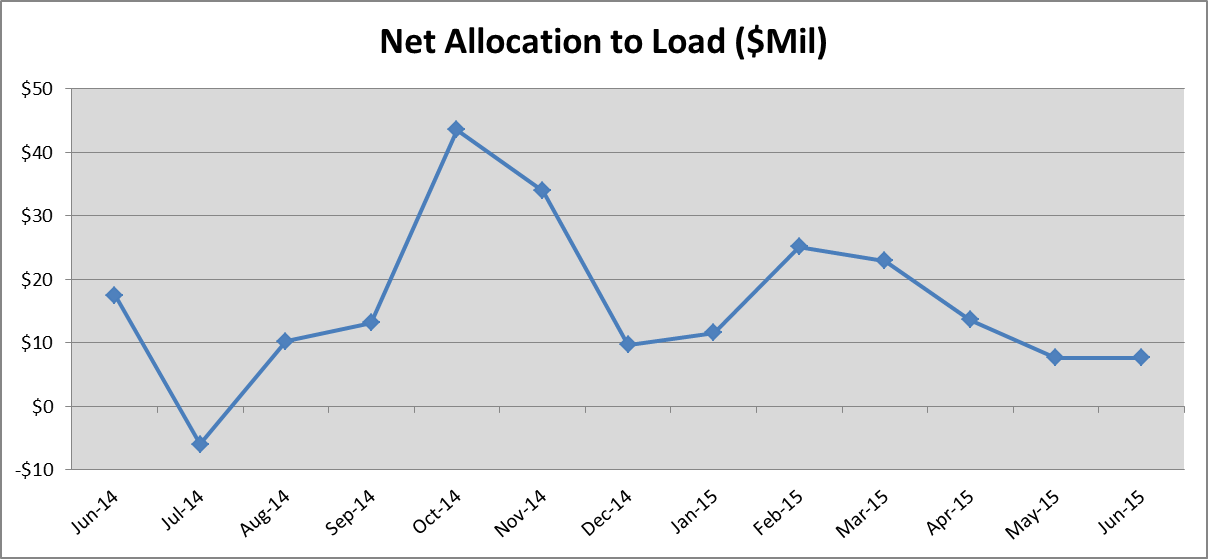 Net Allocation to Load ($Mil)
$50
$40
$30
$20
$10
$0
-$10
Jun-14
Jul-14
Aug-14
Sep-14
Oct-14
Nov-14
Dec-14
Jan-15
Feb-15
Mar-15
Apr-15
May-15
Jun-15